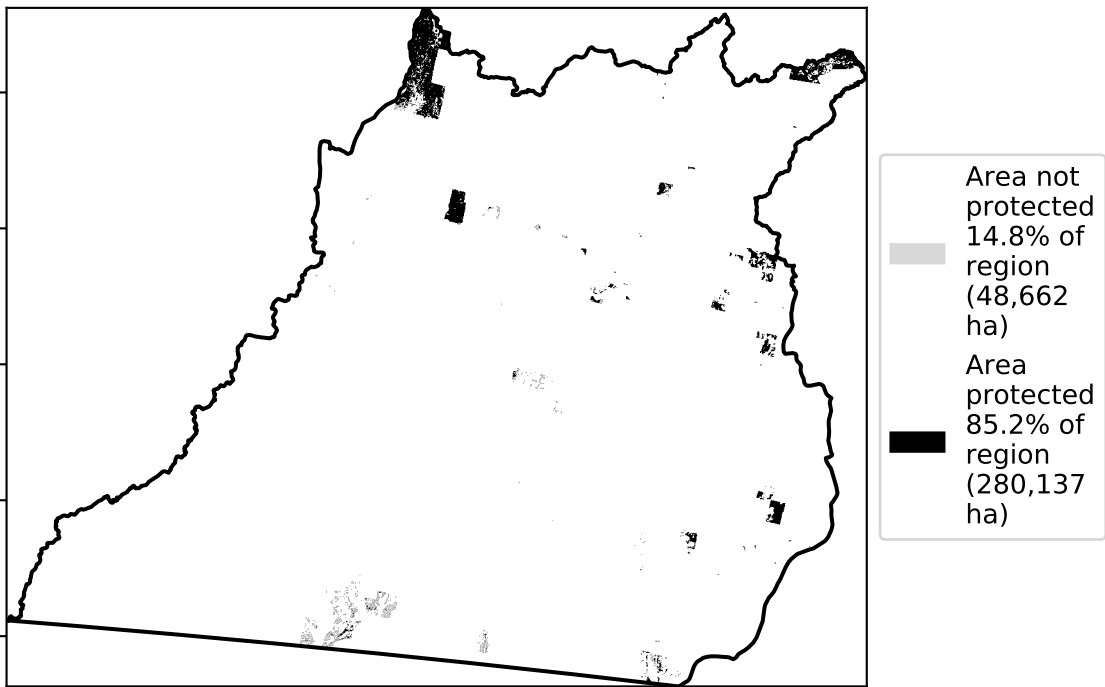 Area not
protected
14.8% of
region
(48,662
ha)
Area
protected
85.2% of
region
(280,137
ha)